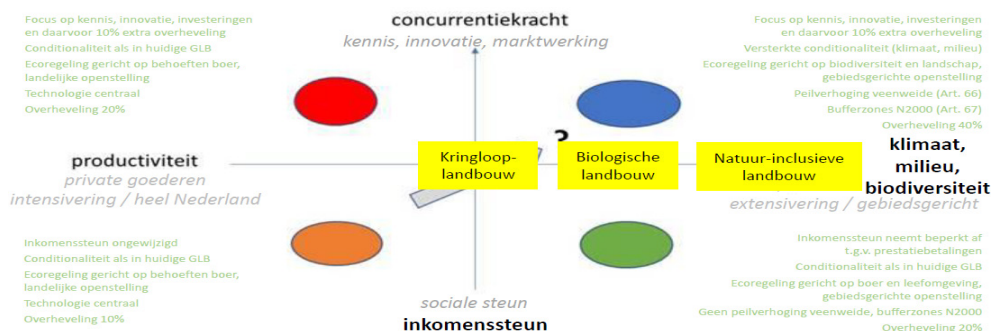 Focus op kennis, innovatie, investeringen
en daarvoor 10% extra overheveling
Conditionaliteit als in huidige GLB
Ecoregeling gericht op behoeften boer,
landelijke openstelling
Technologie centraal
Overheveling 20%
concurrentiekracht
kennis, innovatie, marktwerking
Focus op kennis, innovatie, investeringen
en daarvoor 10% extra overheveling
Versterkte conditionaliteit (klimaat, milieu)
Ecoregeling gericht op biodiversiteit en landschap,
gebiedsgerichte openstelling
Peilverhoging veenweide (Art. 66)
Bufferzones N2000 (Art. 67)
Overheveling 40%
productiviteit
private goederen
intensivering / heel Nederland
?
Kringloop-
landbouw
Biologische
landbouw
Natuur-inclusieve
landbouw
klimaat,
milieu,
biodiversiteit
extensivering / gebiedsgericht
Inkomenssteun ongewijzigd
Conditionaliteit als in huidige GLB
Ecoregeling gericht op behoeften boer,
landelijke openstelling
Technologie centraal
Overheveling 10%
sociale steun
inkomenssteun
Inkomenssteun neemt beperkt af
t.g.v. prestatiebetalingen
Conditionaliteit als in huidige GLB
Ecoregeling gericht op boer en leefomgeving,
gebiedsgerichte openstelling
Geen peilverhoging veenweide, bufferzones N2000
Overheveling 20%